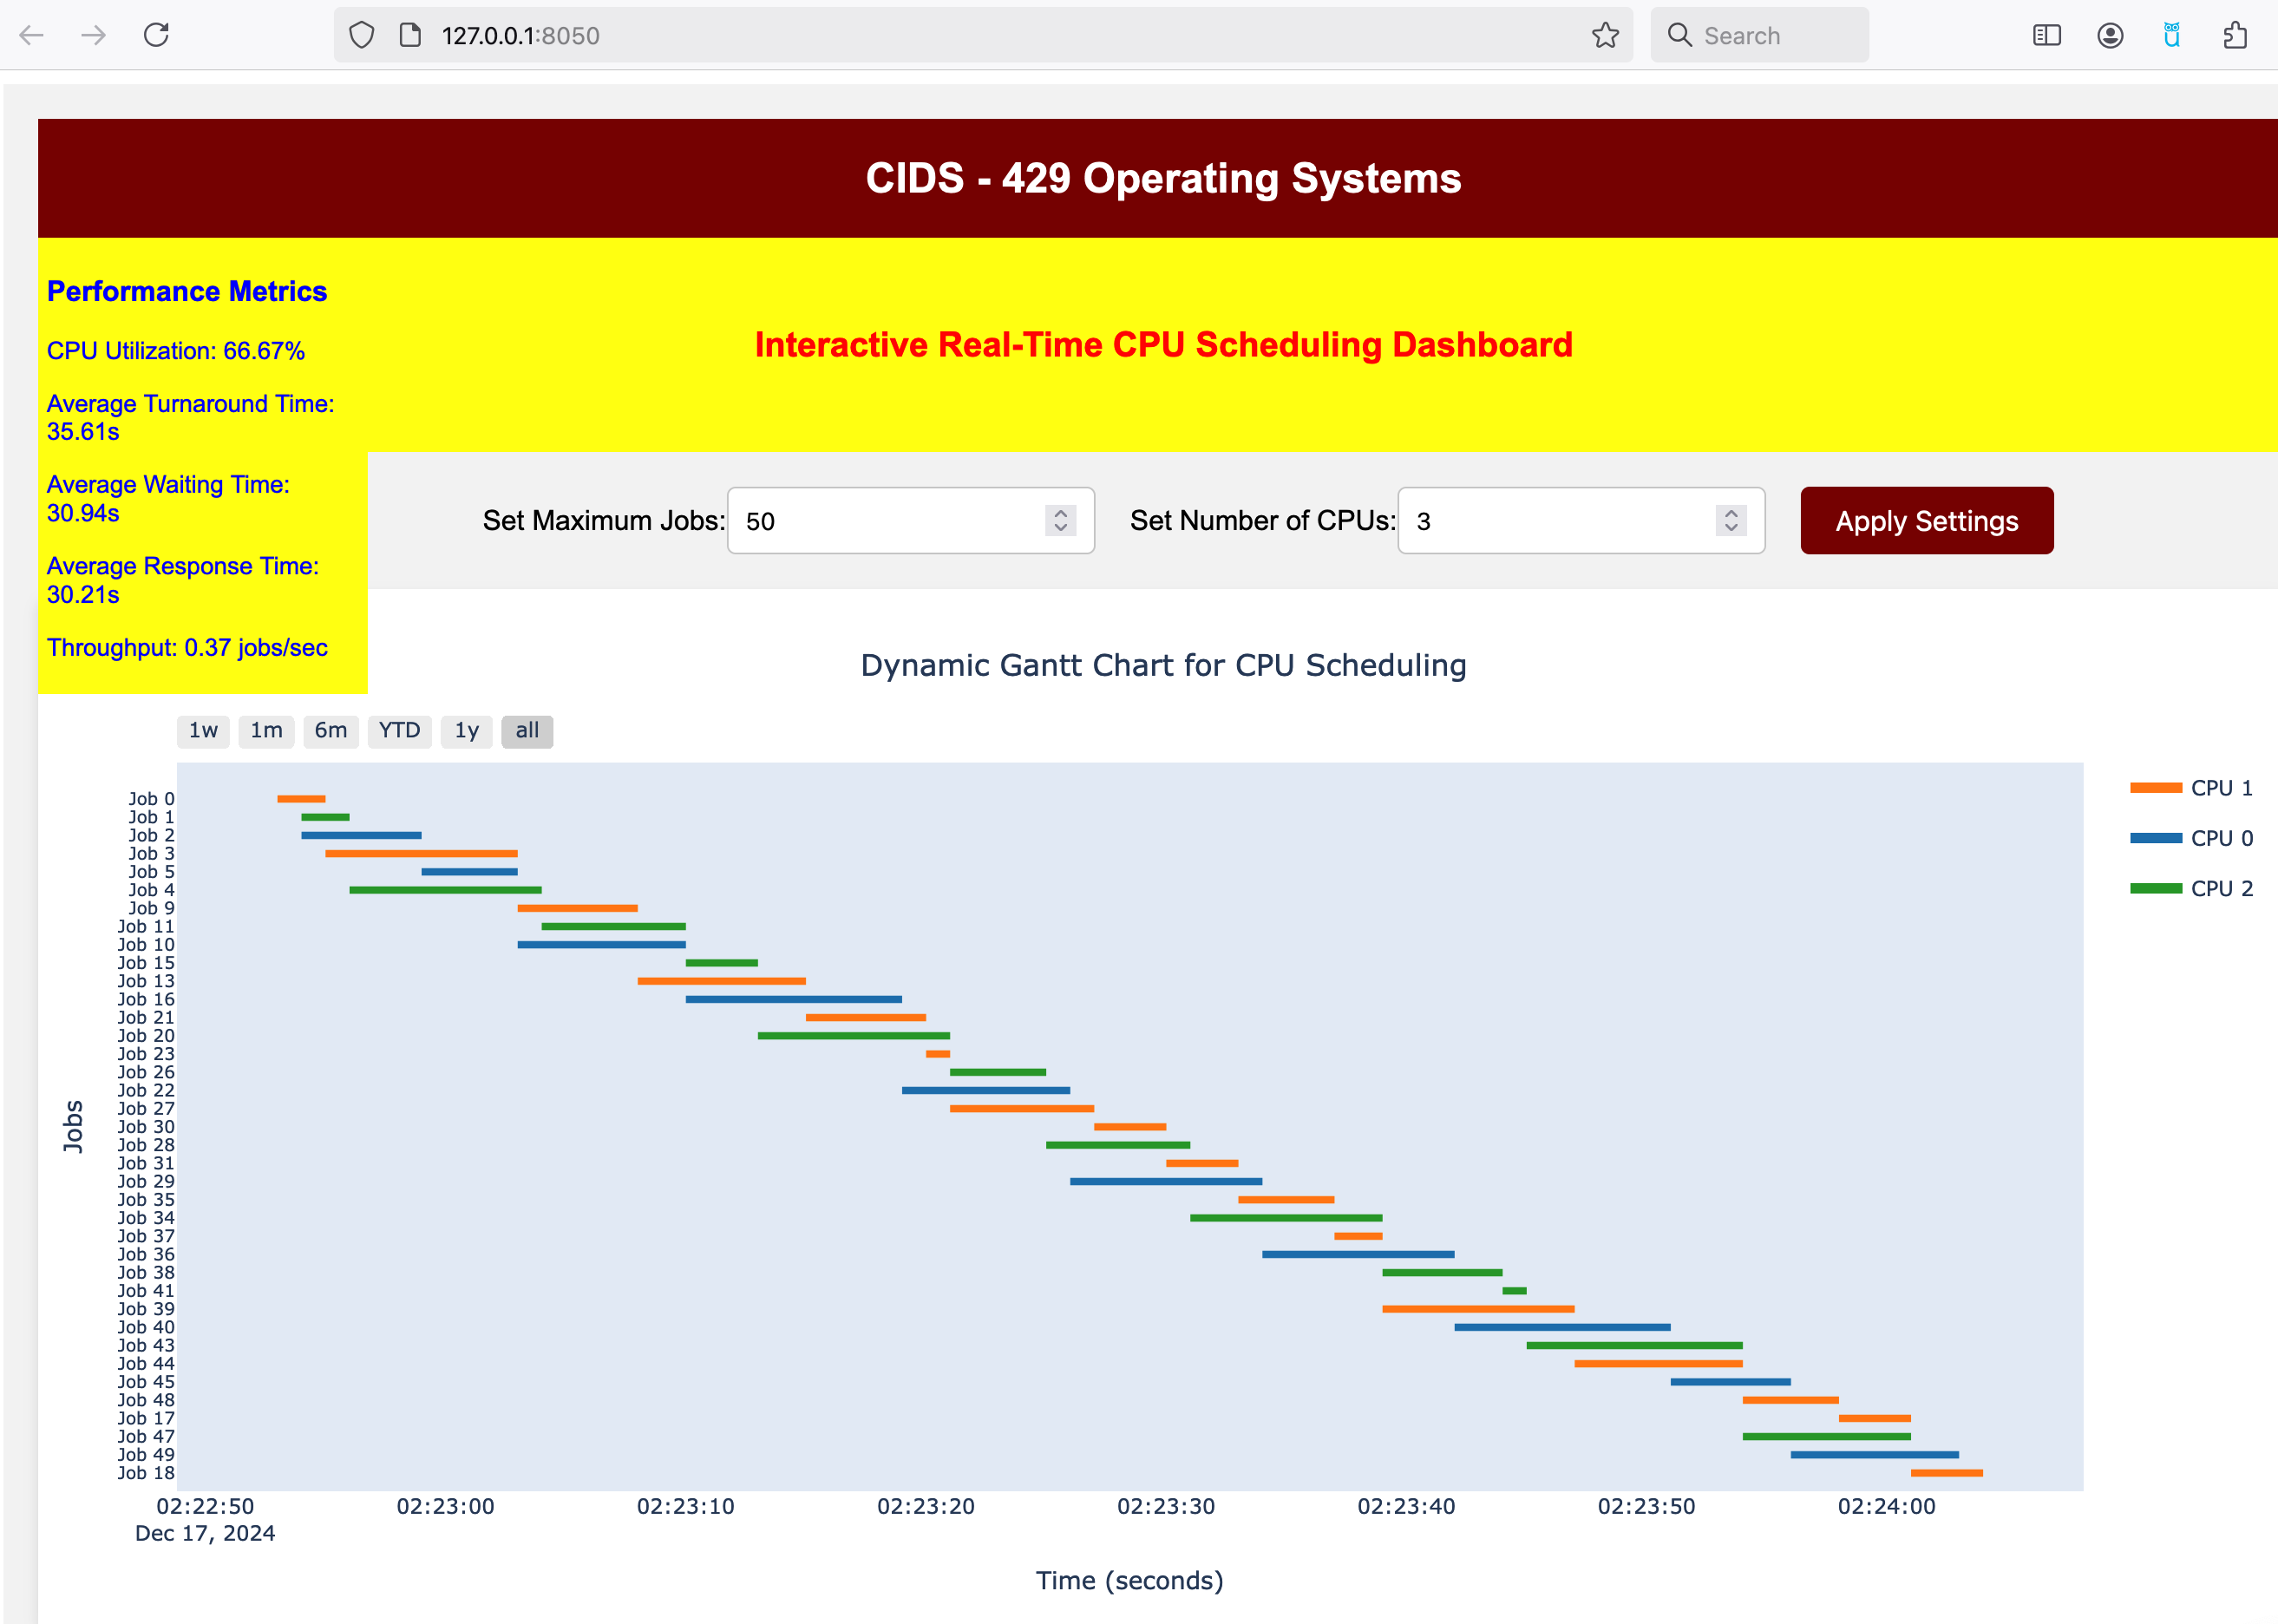 127.0.0.1:8050
Search
CIDS - 429 Operating Systems
Performance Metrics
CPU Utilization: 66.67%
Average Turnaround Time:
35.61s
Average Waiting Time:
30.94s
Average Response Time:
30.21s
Throughput: 0.37 jobs/sec
Interactive Real-Time CPU Scheduling Dashboard
Set Maximum Jobs: 50
Set Number of CPUs: 3
Apply Settings
Dynamic Gantt Chart for CPU Scheduling
1w 1m 6m YTD 1y all
Jobs
Job 0
Job 1
Job 2
Job 3
Job 5
Job 4
Job 9
Job 11
Job 10
Job 15
Job 13
Job 16
Job 21
Job 20
Job 23
Job 26
Job 22
Job 27
Job 30
Job 28
Job 31
Job 29
Job 35
Job 34
Job 37
Job 36
Job 38
Job 41
Job 39
Job 40
Job 43
Job 44
Job 45
Job 48
Job 17
Job 47
Job 49
Job 18
CPU 1
CPU 0
CPU 2
02:22:50 02:23:00 02:23:10 02:23:20 02:23:30 02:23:40 02:23:50 02:24:00
Dec 17, 2024
Time (seconds)